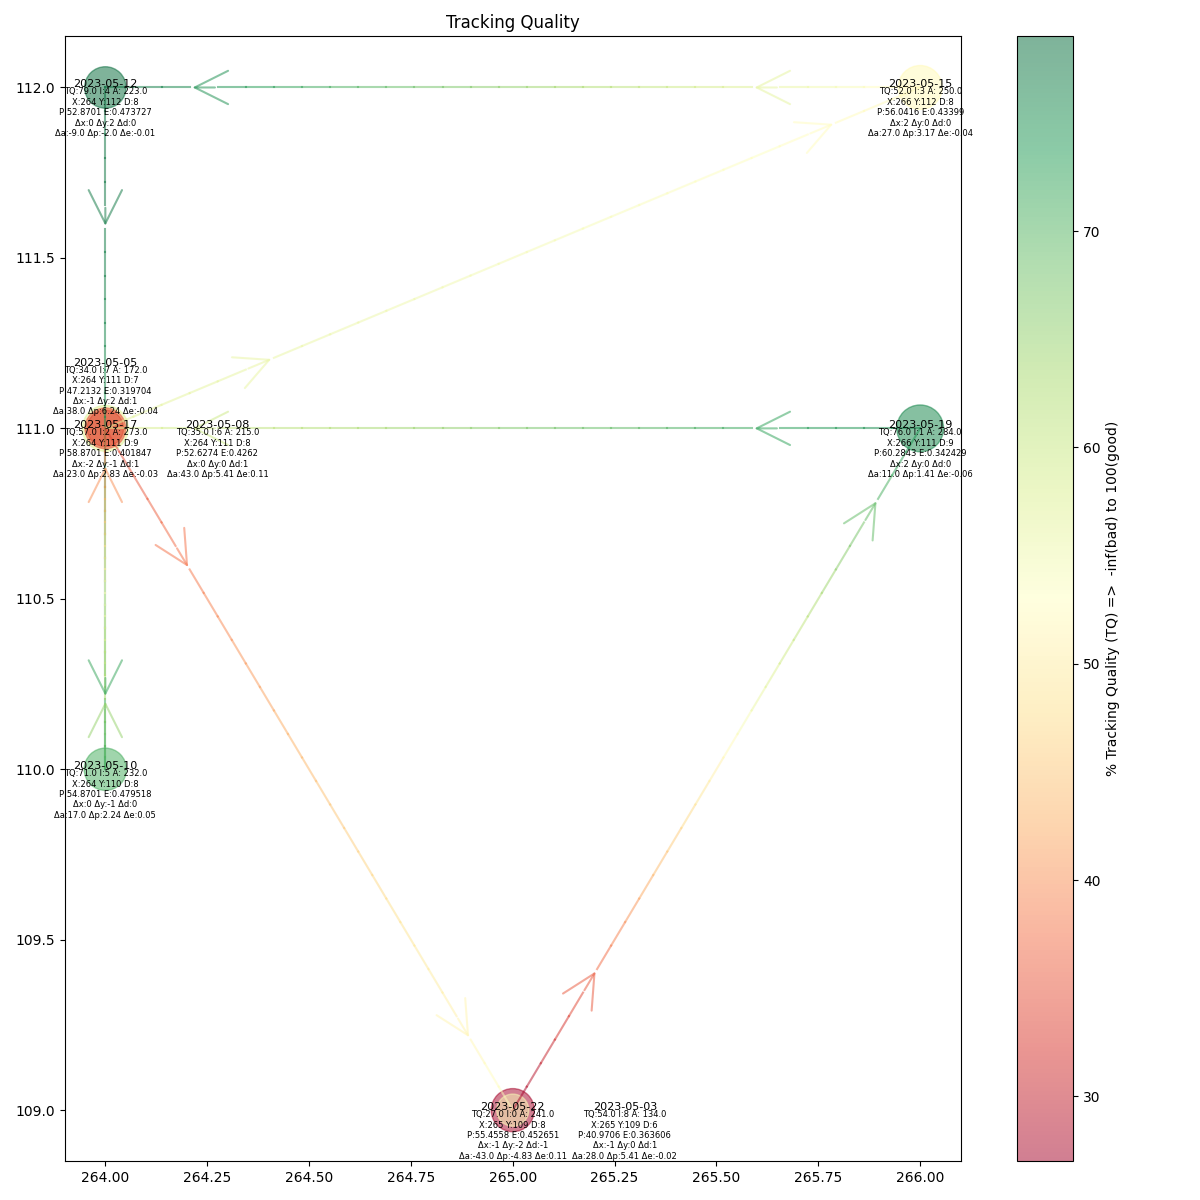 Tracking Quality
112.0
111.5
111.0
110.5
110.0
109.5
109.0
2023-05-12
TQ:79.0 I:4 A: 223.0
X:264 Y:112 D:8
P:52.8701 E:0.473727
Δx:0 Δy:2 Δd:0
Δa:-9.0 Δp:-2.0 Δe:-0.01
2023-05-15
TQ:52.0 I:3 A: 250.0
X:266 Y:112 D:8
P:56.0416 E:0.43399
Δx:2 Δy:0 Δd:0
Δa:27.0 Δp:3.17 Δe:-0.04
2023-05-05
TQ:34.0 I:7 A: 172.0
X:264 Y:111 D:7
P:47.2132 E:0.319704
Δx:-1 Δy:2 Δd:1
Δa:38.0 Δp:6.24 Δe:-0.04
2023-05-17
TQ:57.0 I:2 A: 273.0
X:264 Y:111 D:9
P:58.8701 E:0.401847
Δx:-2 Δy:-1 Δd:1
Δa:23.0 Δp:2.83 Δe:-0.03
2023-05-08
TQ:35.0 I:6 A: 215.0
X:264 Y:111 D:8
P:52.6274 E:0.4262
Δx:0 Δy:0 Δd:1
Δa:43.0 Δp:5.41 Δe:0.11
2023-05-19
TQ:76.0 I:1 A: 284.0
X:266 Y:111 D:9
P:60.2843 E:0.342429
Δx:2 Δy:0 Δd:0
Δa:11.0 Δp:1.41 Δe:-0.06
2023-05-10
TQ:71.0 I:5 A: 232.0
X:264 Y:110 D:8
P:54.8701 E:0.479518
Δx:0 Δy:-1 Δd:0
Δa:17.0 Δp:2.24 Δe:0.05
2023-05-22
TQ:27.0 I:0 A: 241.0
X:265 Y:109 D:8
P:55.4558 E:0.452651
Δx:-1 Δy:-2 Δd:-1
Δa:-43.0 Δp:-4.83 Δe:0.11
2023-05-03
TQ:54.0 I:8 A: 134.0
X:265 Y:109 D:6
P:40.9706 E:0.363606
Δx:-1 Δy:0 Δd:1
Δa:28.0 Δp:5.41 Δe:-0.02
264.00 264.25 264.50 264.75 265.00 265.25 265.50 265.75 266.00
70
60
50
40
30
% Tracking Quality (TQ) => -inf(bad) to 100(good)